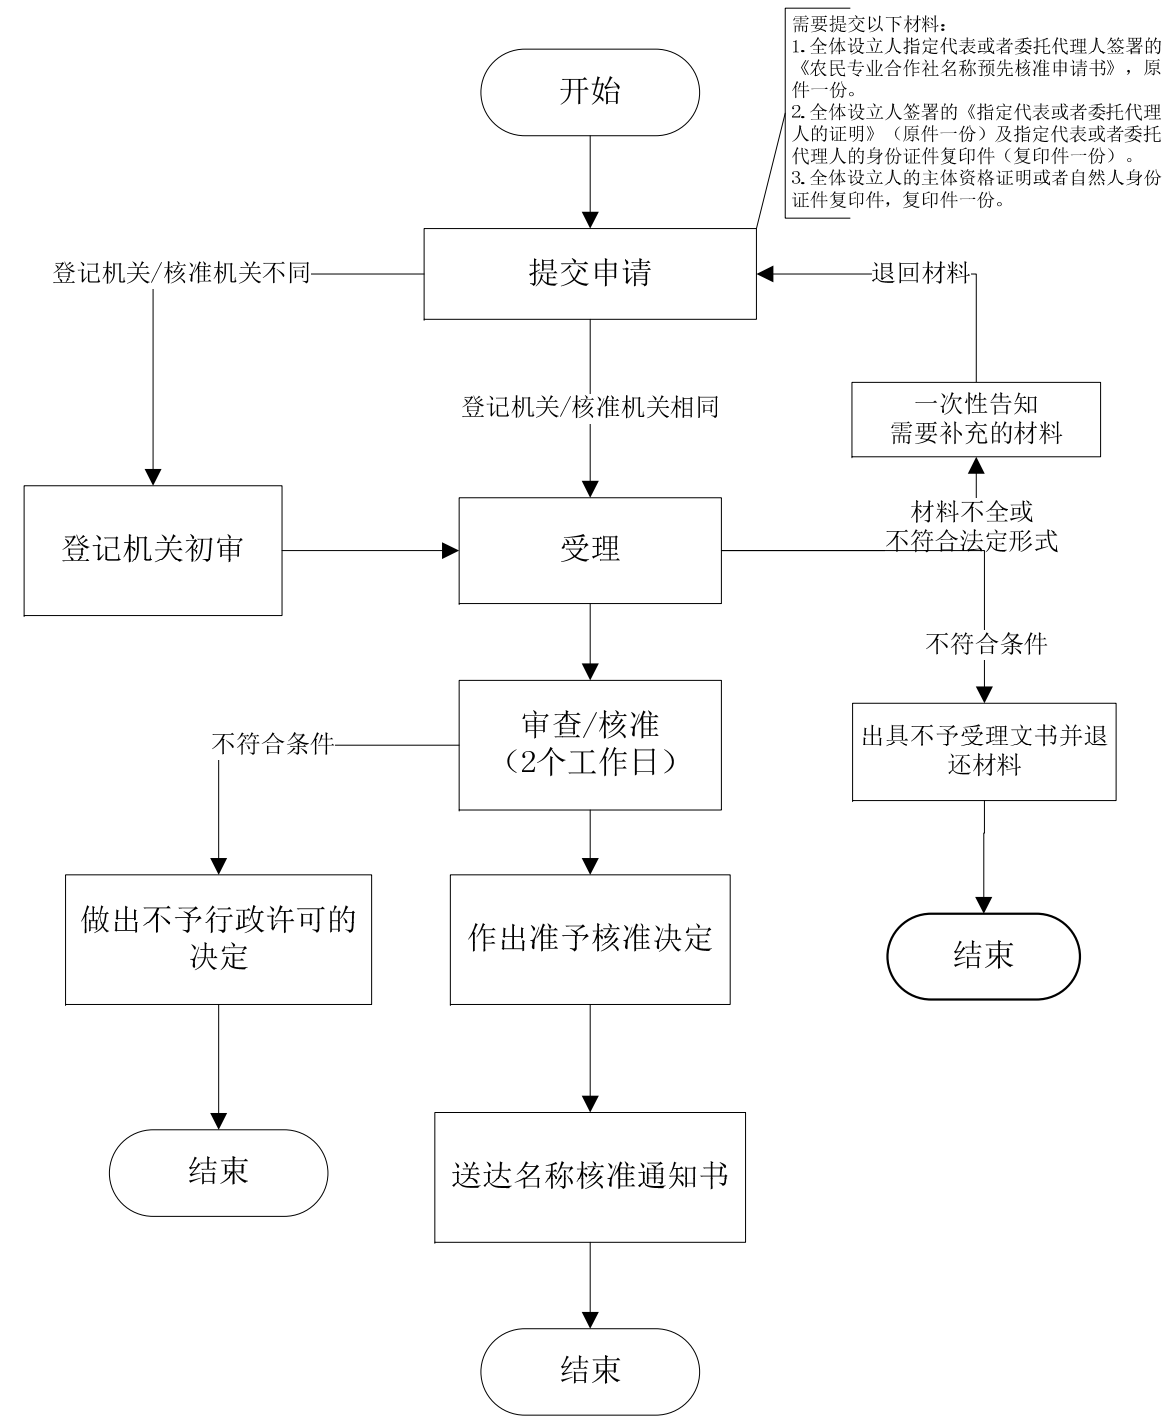 需要提交以下材料：
1.全体设立人指定代表或者委托代理人签署的
《农民专业合作社名称预先核准申请书》，原
件一份。
2.全体设立人签署的《指定代表或者委托代理
人的证明》（原件一份）及指定代表或者委托
代理人的身份证件复印件（复印件一份）。
3.全体设立人的主体资格证明或者自然人身份
证件复印件，复印件一份。
开始
登记机关/核准机关不同
提交申请
退回材料
登记机关/核准机关相同
一次性告知
需要补充的材料
登记机关初审
受理
材料不全或
不符合法定形式
不符合条件
不符合条件
审查/核准
（2个工作日）
出具不予受理文书并退
还材料
做出不予行政许可的
决定
作出准予核准决定
结束
结束
送达名称核准通知书
结束